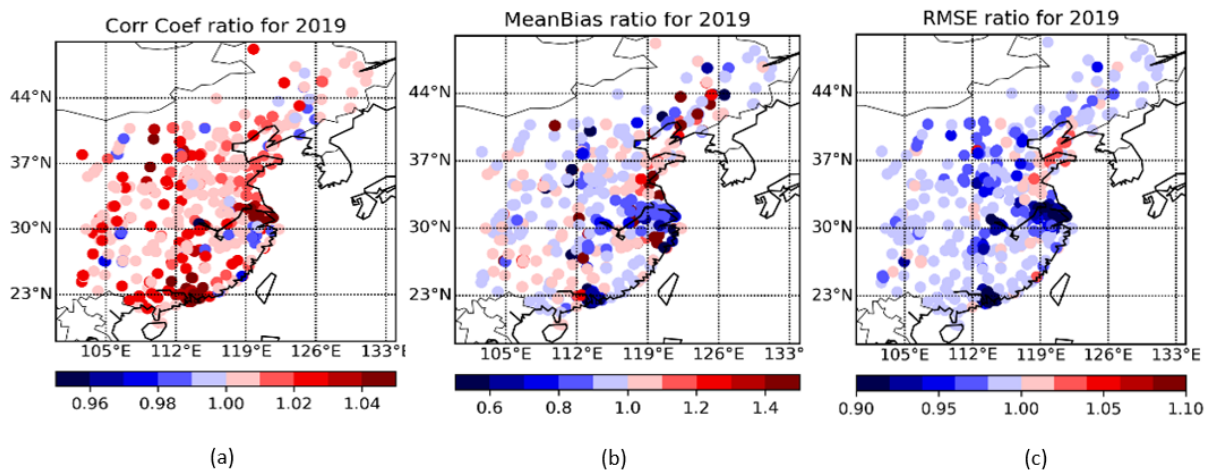 Corr Coef ratio for 2019
44°N
37°N
30°N
23°N
105°E 112°E 119°E 126°E 133°E
0.96 0.98 1.00 1.02 1.04
(a)
MeanBias ratio for 2019
44°N
37°N
30°N
23°N
105°E 112°E 119°E 126°E 133°E
0.6 0.8 1.0 1.2 1.4
(b)
RMSE ratio for 2019
44°N
37°N
30°N
23°N
105°E 112°E 119°E 126°E 133°E
0.90 0.95 1.00 1.05 1.10
(c)